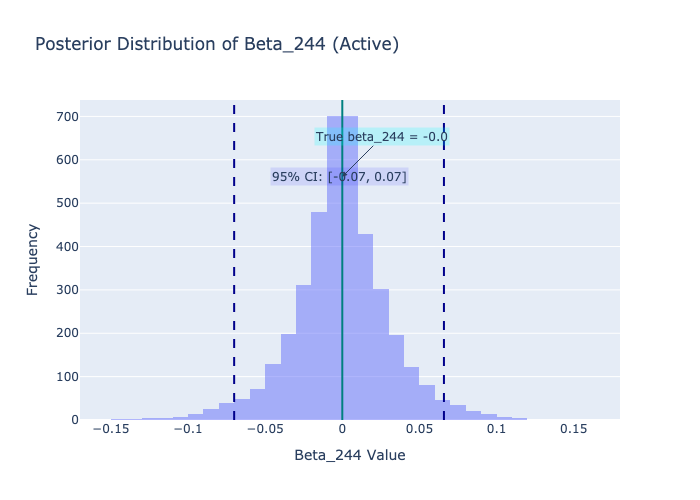 Posterior Distribution of Beta_244 (Active)
700
True beta_244 = -0.0
600
95% CI: [-0.07, 0.07]
500
400
Frequency
300
200
100
0
−0.15 −0.1 −0.05 0 0.05 0.1 0.15
Beta_244 Value